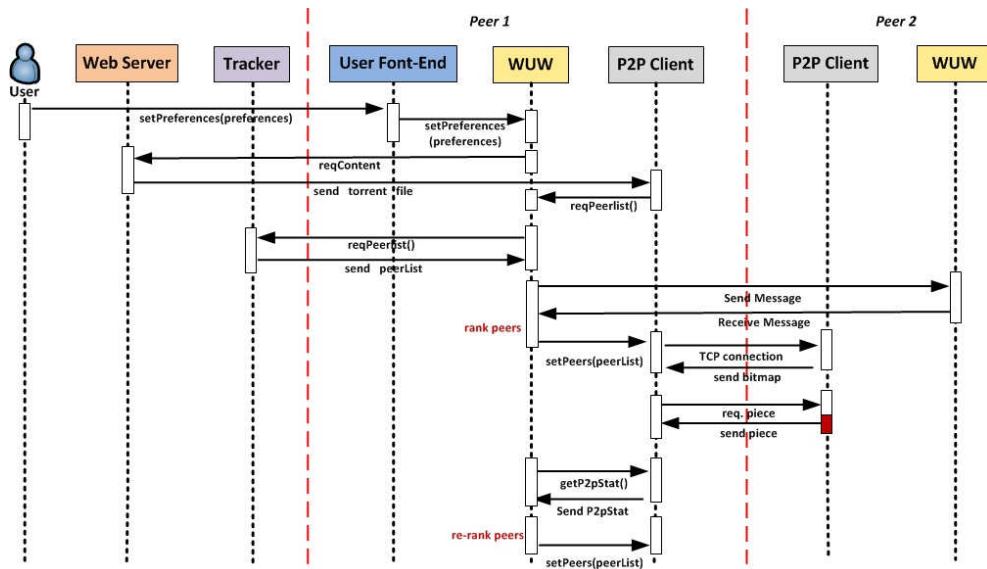 Peer 1
Peer 2
Web Server
Tracker
User Font-End
WUW
P2P Client
P2P Client
WUW
User
setPreferences(preferences)
setPreferences
(preferences)
reqContent
send torrent file
reqPeerlist()
reqPeerlist()
send peerList
Send Message
Receive Message
rank peers
setPeers(peerList)
TCP connection
send bitmap
req. piece
send piece
getP2pStat()
Send P2pStat
re-rank peers
setPeers(peerList)